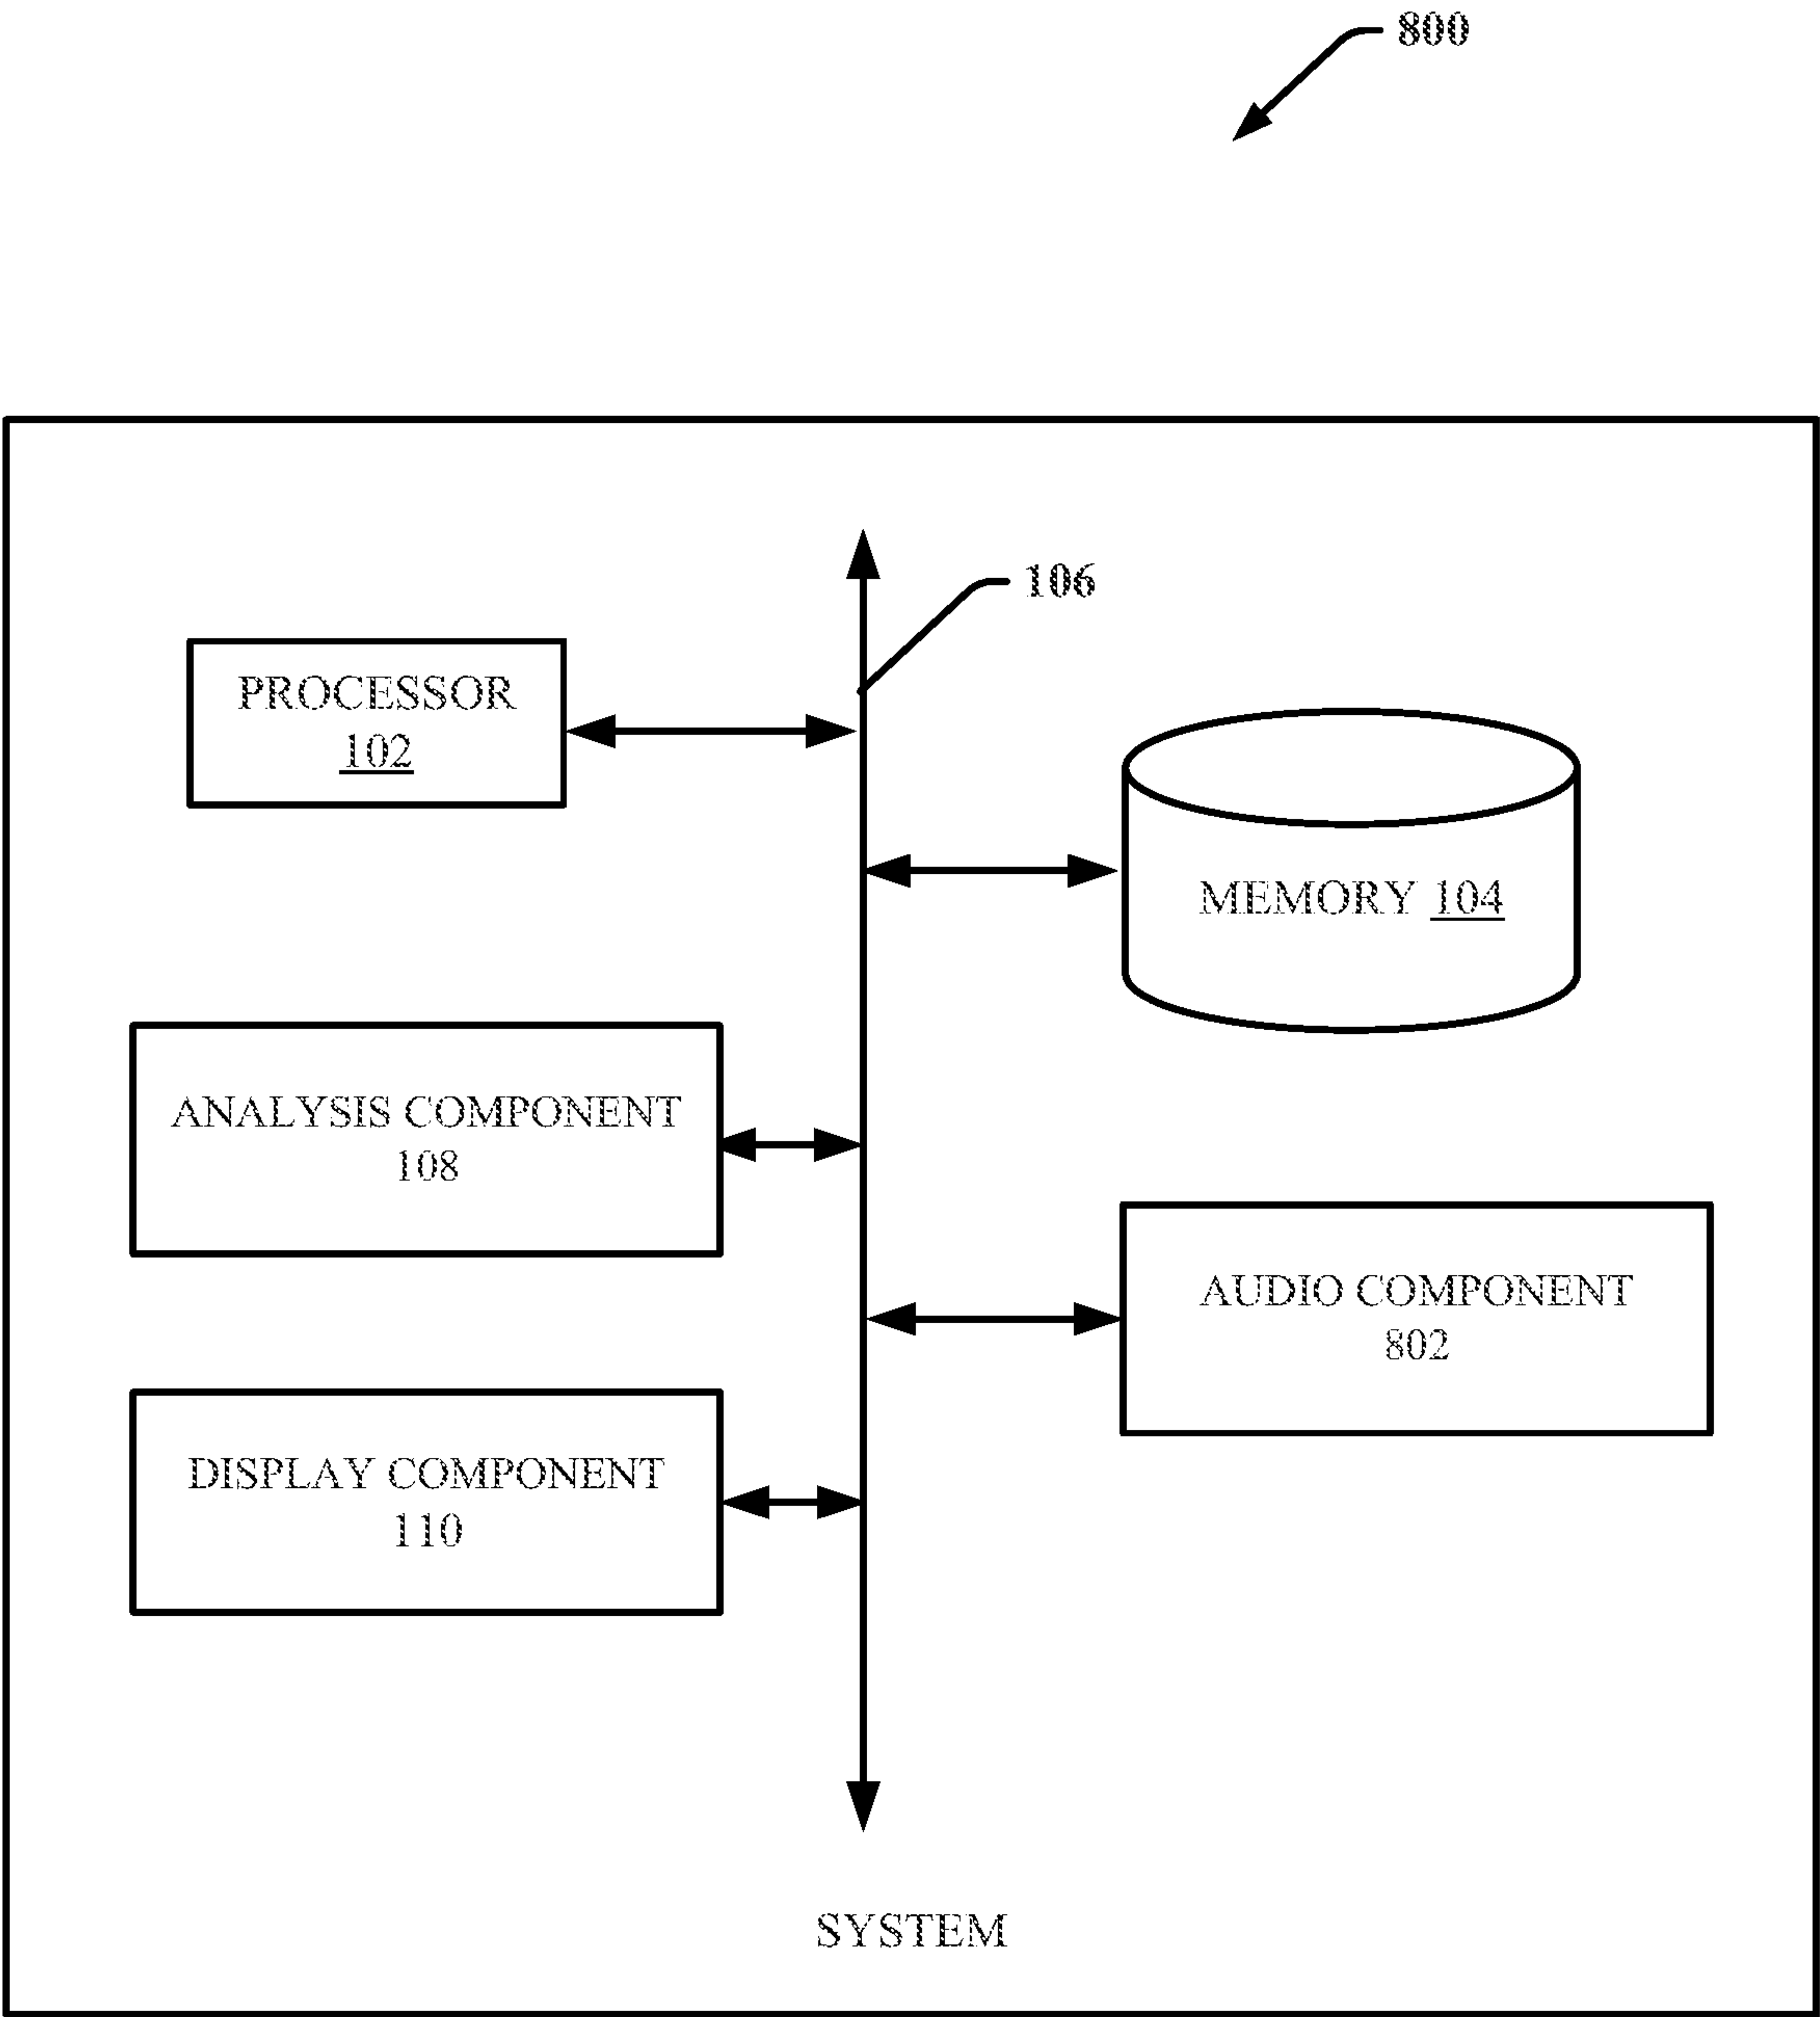 800
106
PROCESSOR
102
MEMORY 104
ANALYSIS COMPONENT
108
AUDIO COMPONENT
802
DISPLAY COMPONENT
110
SYSTEM